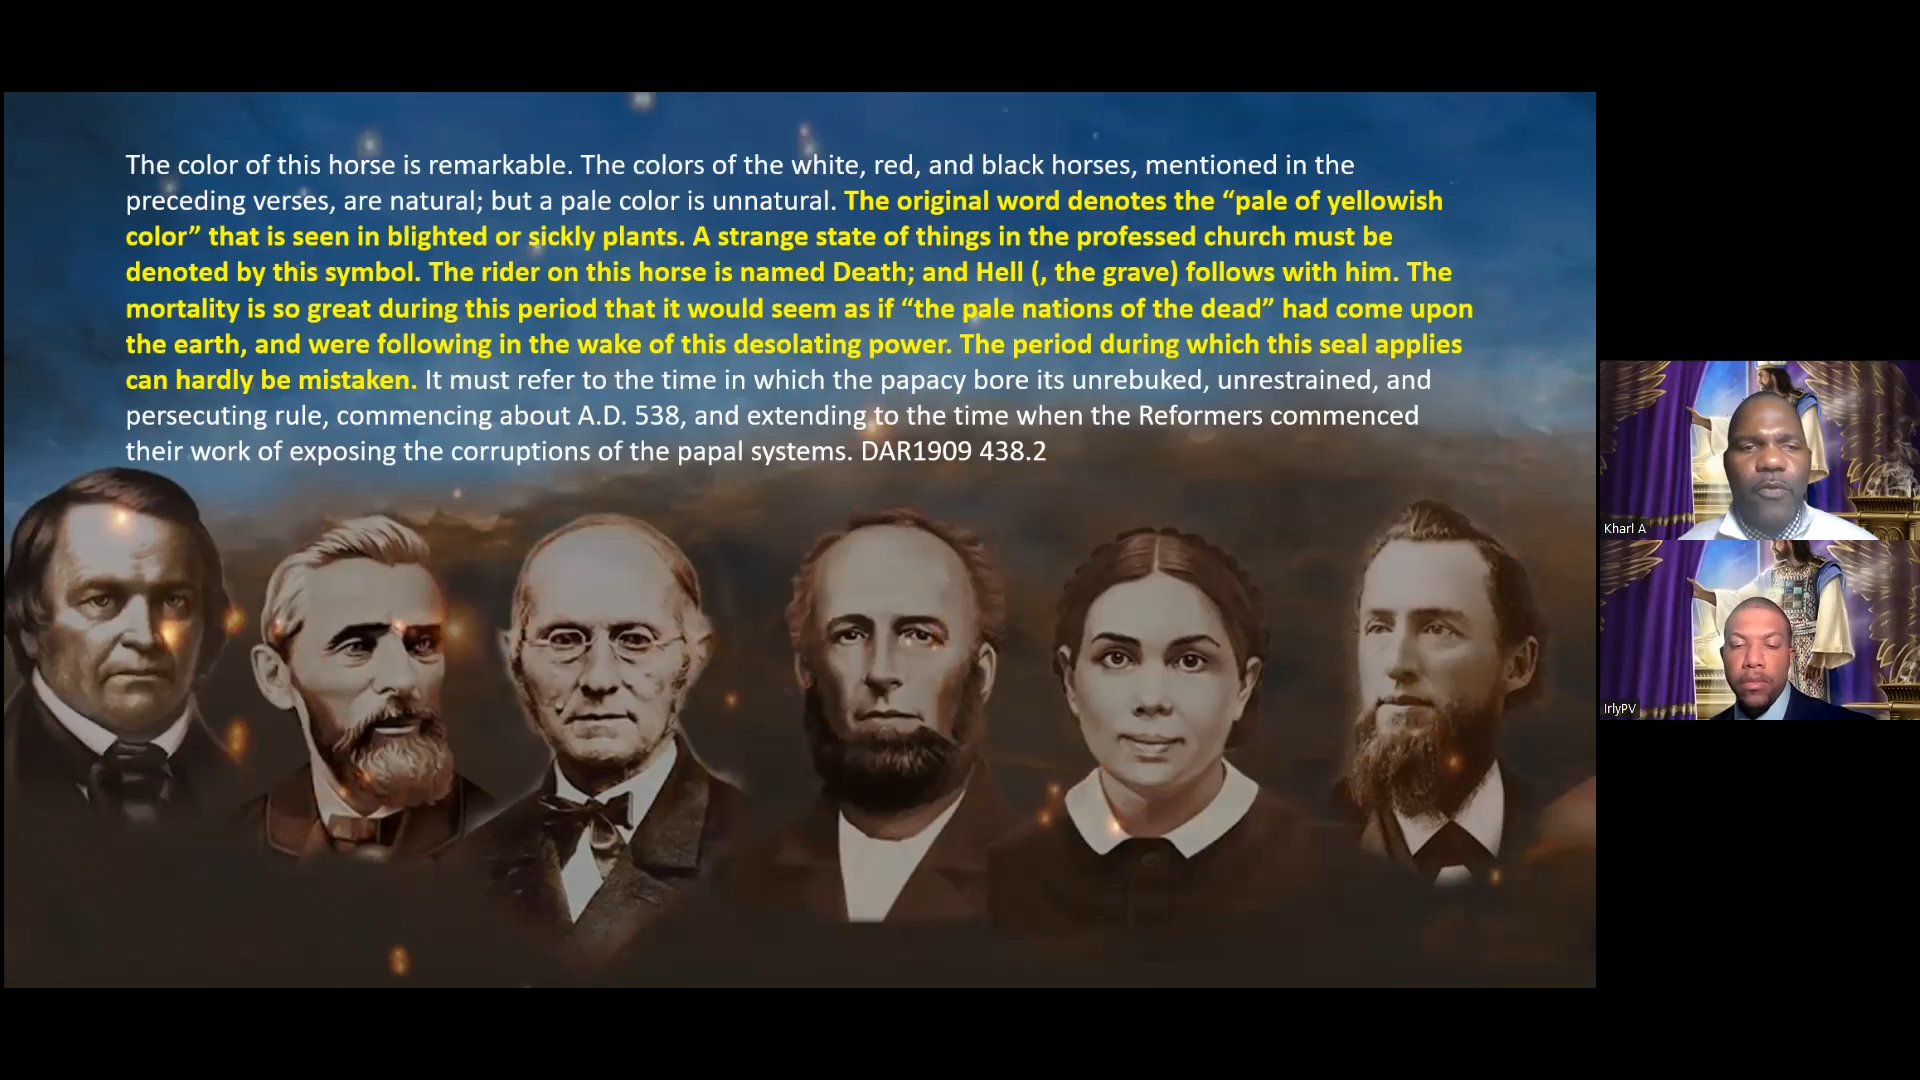 The color of this horse is remarkable. The colors of the white, red, and black horses, mentioned in the
preceding verses, are natural; but a pale color is unnatural. The original word denotes the “pale of yellowish
color” that is seen in blighted or sickly plants. A strange state of things in the professed church must be
denoted by this symbol. The rider on this horse is named Death; and Hell (, the grave) follows with him. The
mortality is so great during this period that it would seem as if “the pale nations of the dead” had come upon
the earth, and were following in the wake of this desolating power. The period during which this seal applies
can hardly be mistaken. It must refer to the time in which the papacy bore its unrebuked, unrestrained, and
persecuting rule, commencing about A.D. 538, and extending to the time when the Reformers commenced
their work of exposing the corruptions of the papal systems. DAR1909 438.2
Kharl A
IrlyPV